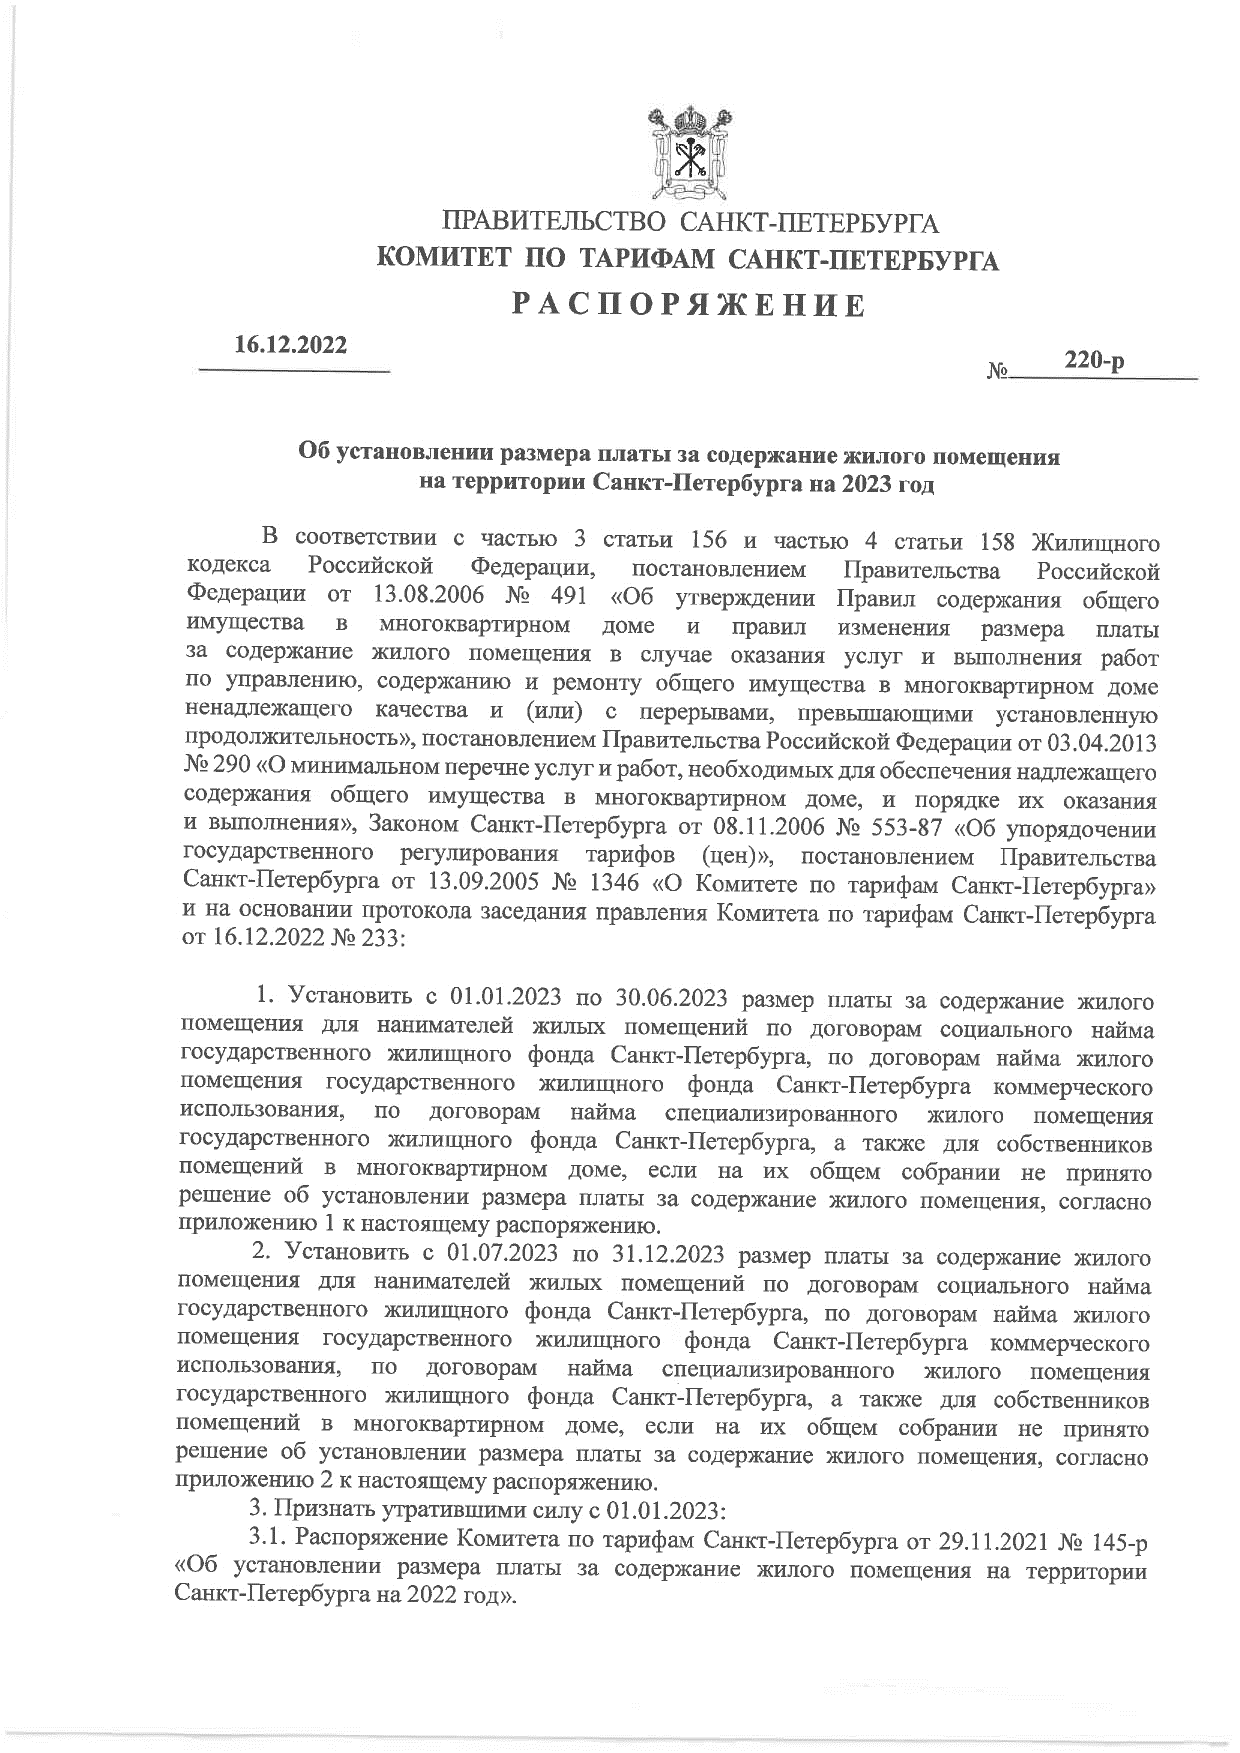 ПРАВИТЕЛЬСТВО САНКТ-ПЕТЕРБУРГА
КОМИТЕТ ПО ТАРИФАМ САНКТ-ПЕТЕРБУРГА
РАСПОРЯЖЕНИЕ
16.12.2022
№ 220-р
Об установлении размера платы за содержание жилого помещения
на территории Санкт-Петербурга на 2023 год
В соответствии с частью 3 статьи 156 и частью 4 статьи 158 Жилищного
кодекса Российской Федерации, постановлением Правительства Российской
Федерации от 13.08.2006 № 491 «Об утверждении Правил содержания общего
имущества в многоквартирном доме и правил изменения размера платы
за содержание жилого помещения в случае оказания услуг и выполнения работ
по управлению, содержанию и ремонту общего имущества в многоквартирном доме
ненадлежащего качества и (или) с перерывами, превышающими установленную
продолжительность», постановлением Правительства Российской Федерации от 03.04.2013
№ 290 «О минимальном перечне услуг и работ, необходимых для обеспечения надлежащего
содержания общего имущества в многоквартирном доме, и порядке их оказания
и выполнения», Законом Санкт-Петербурга от 08.11.2006 № 553-87 «Об упорядочении
государственного регулирования тарифов (цен)», постановлением Правительства
Санкт-Петербурга от 13.09.2005 № 1346 «О Комитете по тарифам Санкт-Петербурга»
и на основании протокола заседания правления Комитета по тарифам Санкт-Петербурга
от 16.12.2022 № 233:
1. Установить с 01.01.2023 по 30.06.2023 размер платы за содержание жилого
помещения для нанимателей жилых помещений по договорам социального найма
государственного жилищного фонда Санкт-Петербурга, по договорам найма жилого
помещения государственного жилищного фонда Санкт-Петербурга коммерческого
использования, по договорам найма специализированного жилого помещения
государственного жилищного фонда Санкт-Петербурга, а также для собственников
помещений в многоквартирном доме, если на их общем собрании не принято
решение об установлении размера платы за содержание жилого помещения, согласно
приложению 1 к настоящему распоряжению.
2. Установить с 01.07.2023 по 31.12.2023 размер платы за содержание жилого
помещения для нанимателей жилых помещений по договорам социального найма
государственного жилищного фонда Санкт-Петербурга, по договорам найма жилого
помещения государственного жилищного фонда Санкт-Петербурга коммерческого
использования, по договорам найма специализированного жилого помещения
государственного жилищного фонда Санкт-Петербурга, а также для собственников
помещений в многоквартирном доме, если на их общем собрании не принято
решение об установлении размера платы за содержание жилого помещения, согласно
приложению 2 к настоящему распоряжению.
3. Признать утратившими силу с 01.01.2023:
3.1. Распоряжение Комитета по тарифам Санкт-Петербурга от 29.11.2021 № 145-р
«Об установлении размера платы за содержание жилого помещения на территории
Санкт-Петербурга на 2022 год».